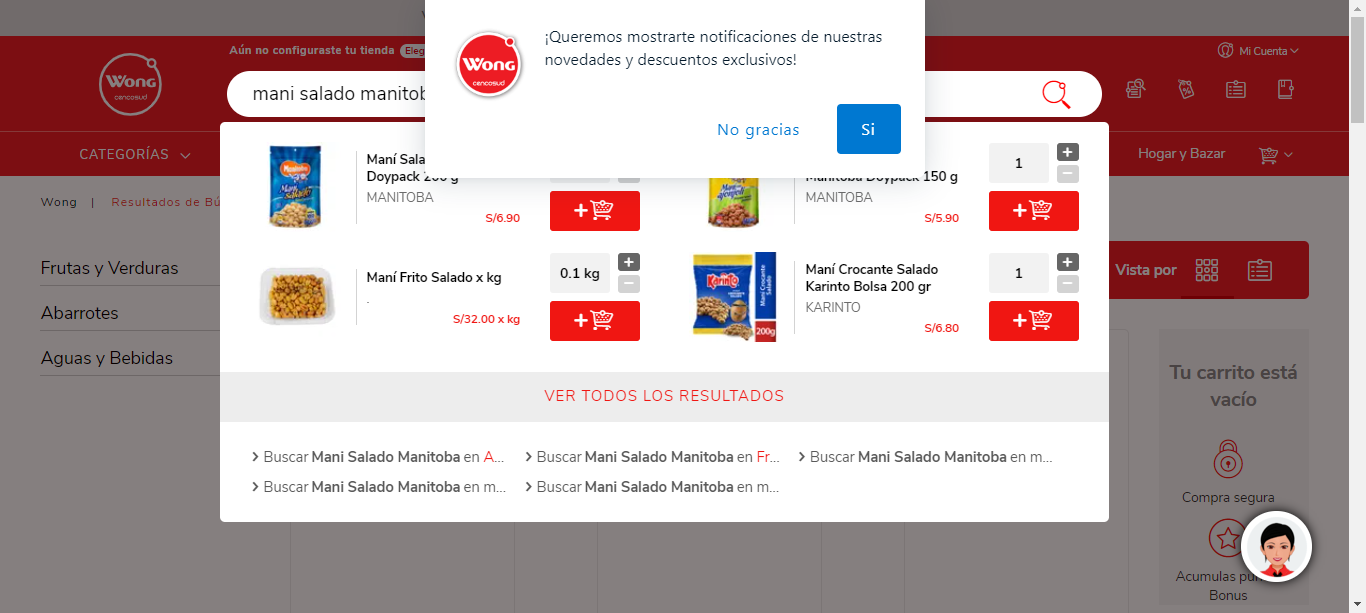 ¡Queremos mostrarte notificaciones de nuestras
novedades y descuentos exclusivos!
No gracias
Si
Wong
cencosud
Aún no configuraste tu tienda
Mi Cuenta
Wong
cencosud
mani salado manitob
CATEGORÍAS
Hogar y Bazar
Wong | Resultados de Bú
Frutas y Verduras
Abarrotes
Aguas y Bebidas
Maní Sala
Doypack 200 g
MANITOBA
S/6.90
Manitoba Doypack 150 g
MANITOBA
S/5.90
1
Maní Frito Salado x kg
.
S/32.00 x kg
0.1 kg
Maní Crocante Salado
Karinto Bolsa 200 gr
KARINTO
S/6.80
1
Manitoba
Karinto
200g
VER TODOS LOS RESULTADOS
Buscar Mani Salado Manitoba en A...
Buscar Mani Salado Manitoba en Fr...
Buscar Mani Salado Manitoba en m...
Buscar Mani Salado Manitoba en m...
Buscar Mani Salado Manitoba en m...
Vista por
Tu carrito está
vacío
Compra segura
Acumulas pun
Bonus